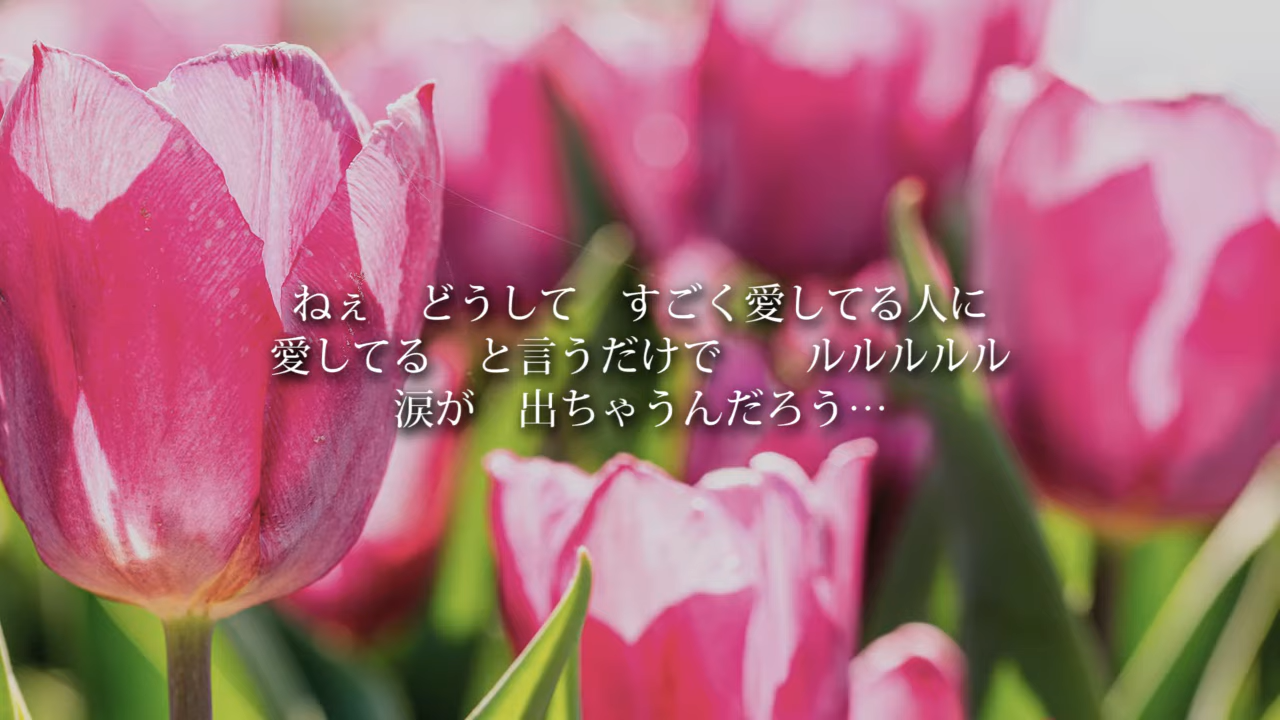 ねぇ　どうして　すごく愛してる人に
愛してる　と言うだけで　　ルルルルル
涙が　出ちゃうんだろう…